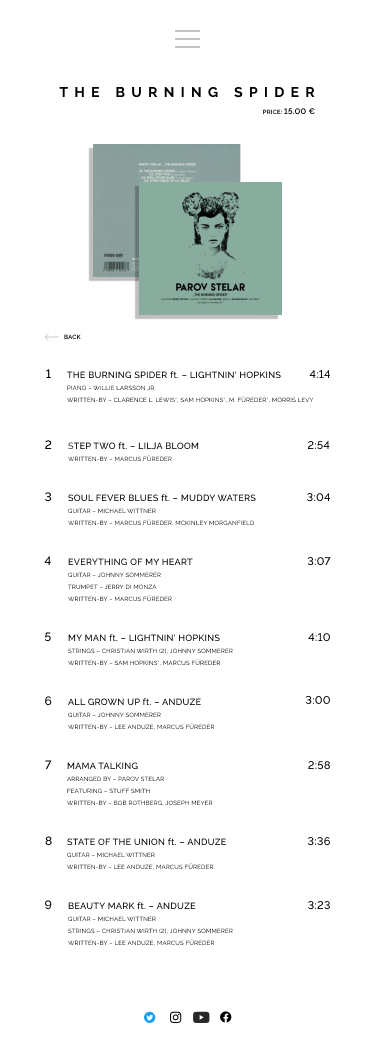 THE BURNING SPIDER
PRICE: 15.00 €
PAROV STELAR - THE BURNING SPIDER
PAROV STELAR
„THE BURNING SPIDER“
BACK
1 THE BURNING SPIDER ft. – LIGHTNIN' HOPKINS 4:14
PIANO – WILLIE LARSSON JR.
WRITTEN-BY – CLARENCE L. LEWIS*, SAM HOPKINS*, M. FÜREDER*, MORRIS LEVY
2 STEP TWO ft. – LILJA BLOOM 2:54
WRITTEN-BY – MARCUS FÜREDER
3 SOUL FEVER BLUES ft. – MUDDY WATERS 3:04
GUITAR – MICHAEL WITTNER
WRITTEN-BY – MARCUS FÜREDER, MCKINLEY MORGANFIELD
4 EVERYTHING OF MY HEART 3:07
GUITAR – JOHNNY SOMMERER
TRUMPET – JERRY DI MONZA
WRITTEN-BY – MARCUS FÜREDER
5 MY MAN ft. – LIGHTNIN' HOPKINS 4:10
STRINGS – CHRISTIAN WIRTH (2), JOHNNY SOMMERER
WRITTEN-BY – SAM HOPKINS*, MARCUS FÜREDER
6 ALL GROWN UP ft. – ANDUZE 3:00
GUITAR – JOHNNY SOMMERER
WRITTEN-BY – LEE ANDUZE, MARCUS FÜREDER
7 MAMA TALKING 2:58
ARRANGED BY – PAROV STELAR
FEATURING – STUFF SMITH
WRITTEN-BY – BOB ROTHBERG, JOSEPH MEYER
8 STATE OF THE UNION ft. – ANDUZE 3:36
GUITAR – MICHAEL WITTNER
WRITTEN-BY – LEE ANDUZE, MARCUS FÜREDER
9 BEAUTY MARK ft. – ANDUZE 3:23
GUITAR – MICHAEL WITTNER
STRINGS – CHRISTIAN WIRTH (2), JOHNNY SOMMERER
WRITTEN-BY – LEE ANDUZE, MARCUS FÜREDER